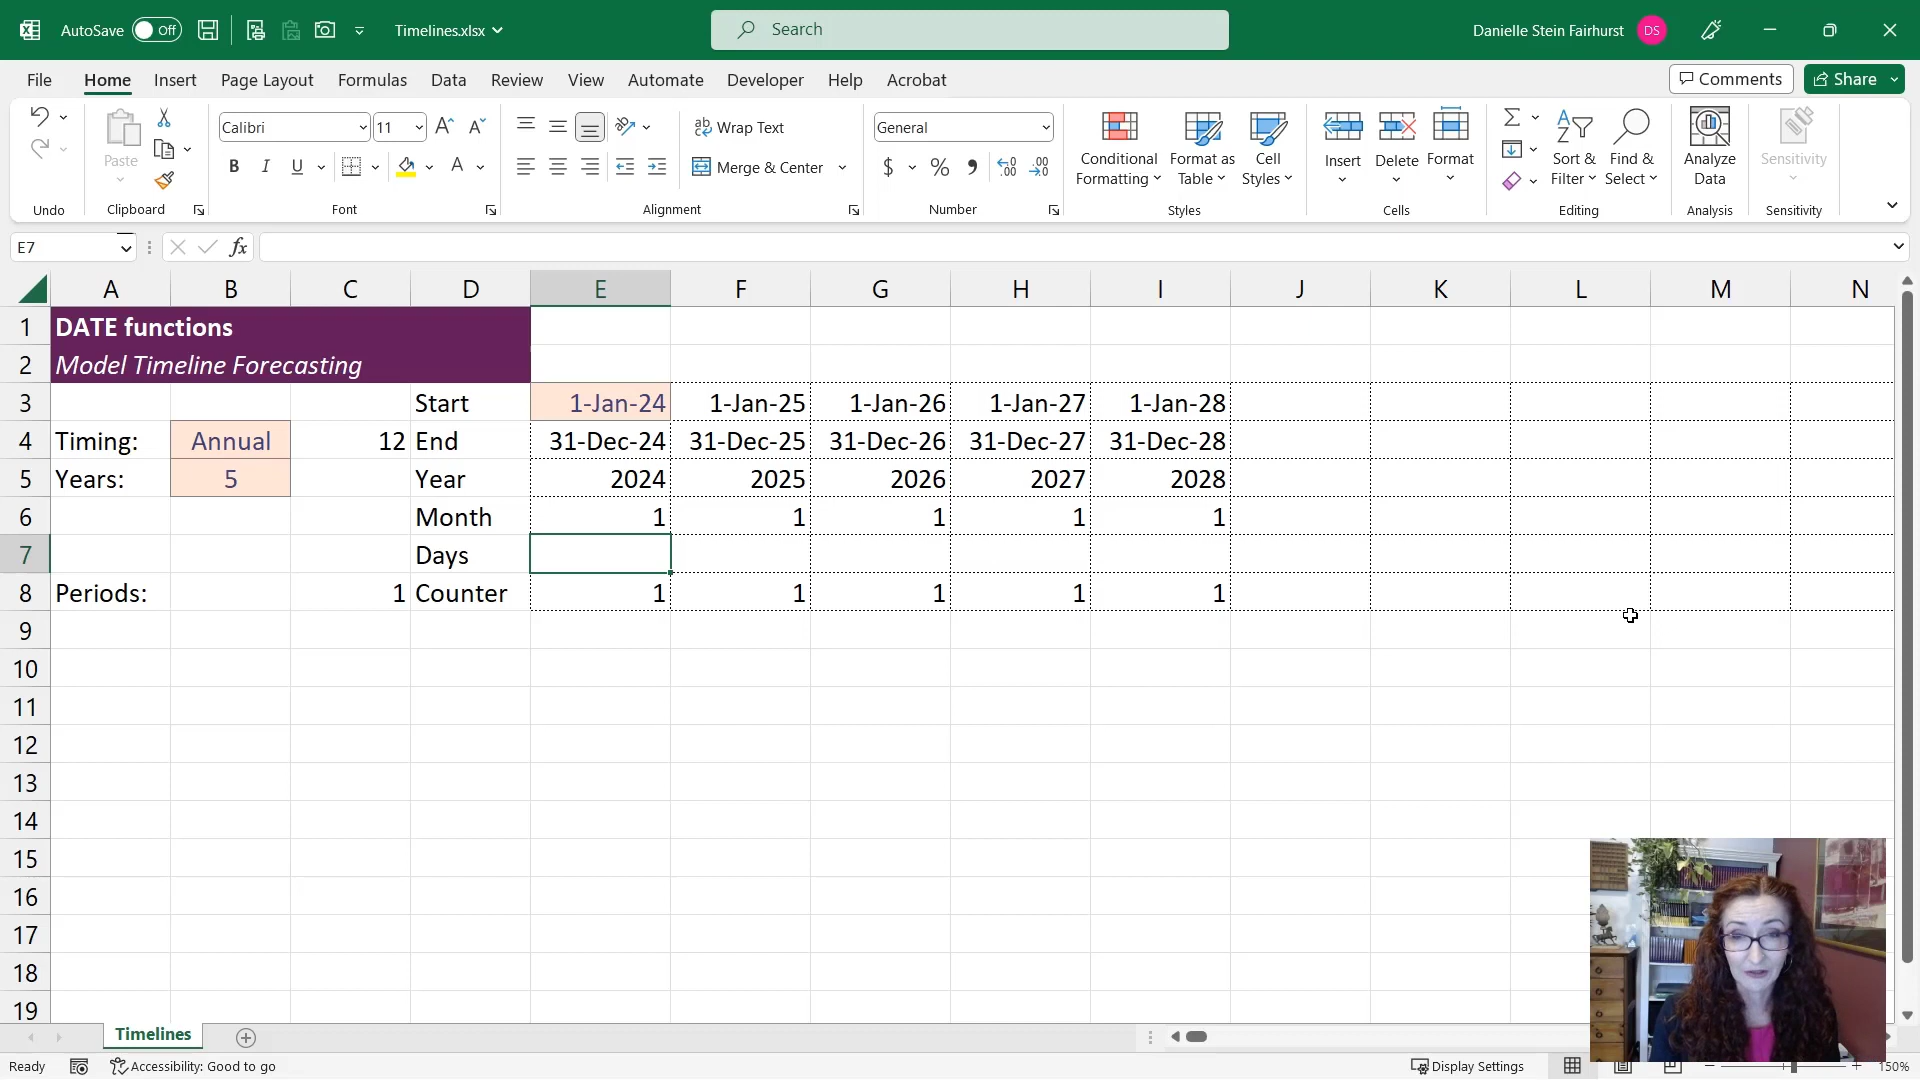 AutoSave Off Timelines.xlsx Search Danielle Stein Fairhurst DS
File Home Insert Page Layout Formulas Data Review View Automate Developer Help Acrobat Comments Share
Paste Calibri 11 A A ab Wrap Text General Conditional Formatting Format as Table Cell Styles Insert Delete Format Sort & Filter Find & Select Analyze Data Sensitivity
B I U A Merge & Center $ % 9
Undo Clipboard Font Alignment Number Styles Cells Editing Analysis Sensitivity
E7 fx
A B C D E F G H I J K L M N
1 DATE functions
2 Model Timeline Forecasting
3 Start 1-Jan-24 1-Jan-25 1-Jan-26 1-Jan-27 1-Jan-28
4 Timing: Annual 12 End 31-Dec-24 31-Dec-25 31-Dec-26 31-Dec-27 31-Dec-28
5 Years: 5 Year 2024 2025 2026 2027 2028
6 Month 1 1 1 1 1
7 Days
8 Periods: 1 Counter 1 1 1 1 1
9
10
11
12
13
14
15
16
17
18
19
Timelines
Ready Accessibility: Good to go Display Settings 150%